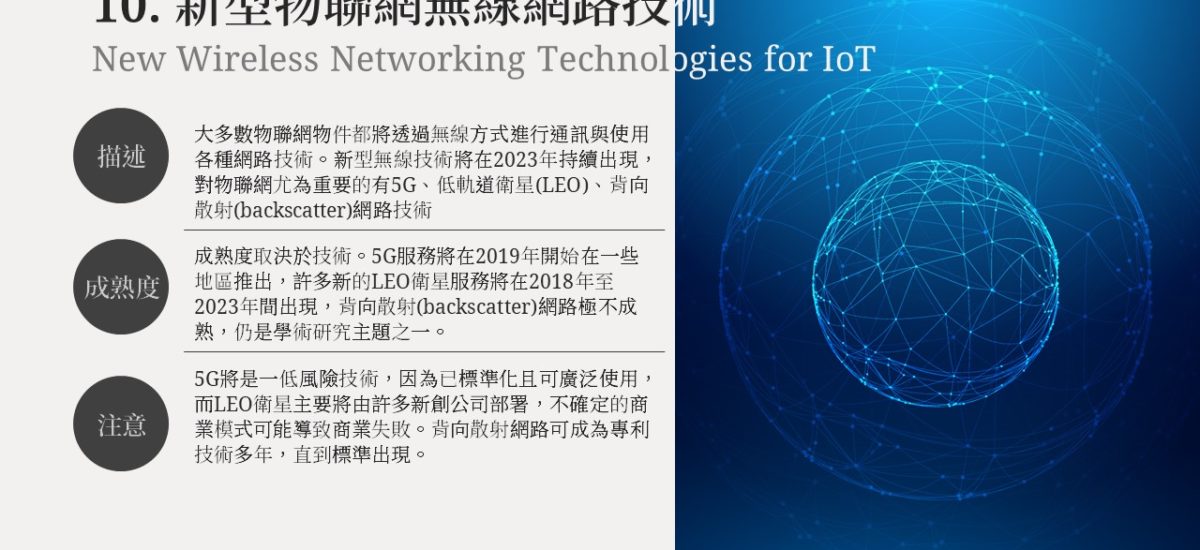 10. 新型物聯網無線網路技術
New Wireless Networking Technologies for IoT
描述
大多數物聯網物件都將透過無線方式進行通訊與使用
各種網路技術。新型無線技術將在2023年持續出現，
對物聯網尤為重要的有5G、低軌道衛星(LEO)、背向
散射(backscatter)網路技術
成熟度
成熟度取決於技術。5G服務將在2019年開始在一些
地區推出，許多新的LEO衛星服務將在2018年至
2023年間出現，背向散射(backscatter)網路極不成
熟，仍是學術研究主題之一。
注意
5G將是一低風險技術，因為已標準化且可廣泛使用，
而LEO衛星主要將由許多新創公司部署，不確定的商
業模式可能導致商業失敗。背向散射網路可成為專利
技術多年，直到標準出現。